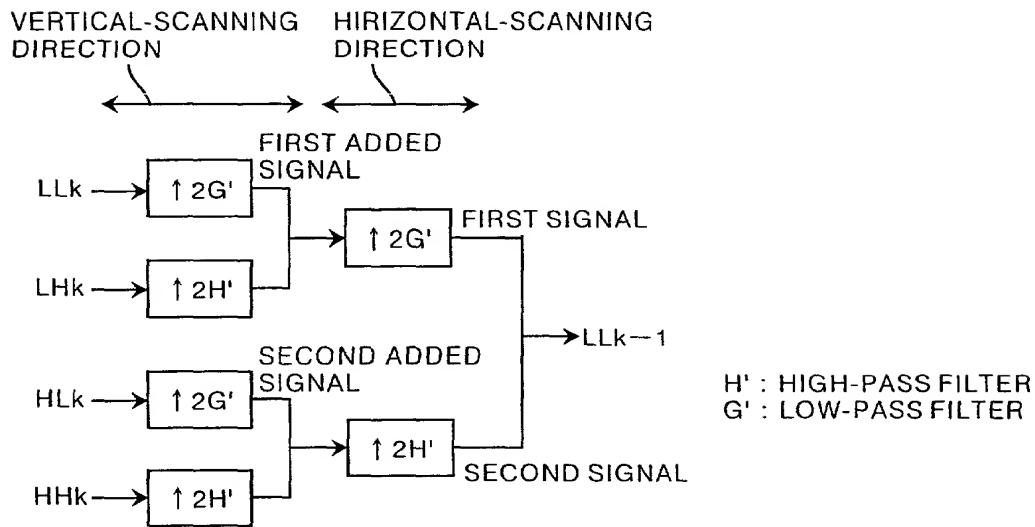 VERTICAL-SCANNING
DIRECTION
HIRIZONTAL-SCANNING
DIRECTION
FIRST ADDED
SIGNAL
LLk
↑ 2G'
LHk
↑ 2H'
↑ 2G'
FIRST SIGNAL
LLk-1
SECOND ADDED
SIGNAL
HLk
↑ 2G'
HHk
↑ 2H'
↑ 2H'
SECOND SIGNAL
H' : HIGH-PASS FILTER
G' : LOW-PASS FILTER